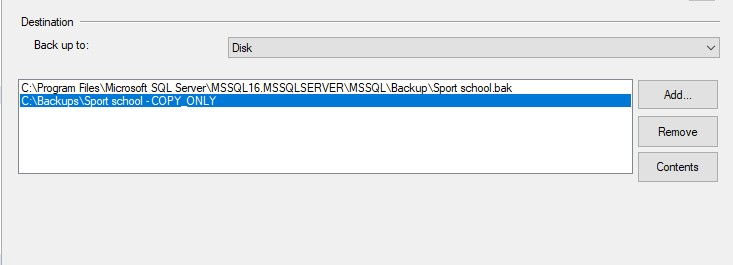 Destination
Back up to:
Disk
C:\Program Files\Microsoft SQL Server\MSSQL16.MSSQLSERVER\MSSQL\Backup\Sport school.bak
C:\Backups\Sport school - COPY_ONLY
Add...
Remove
Contents